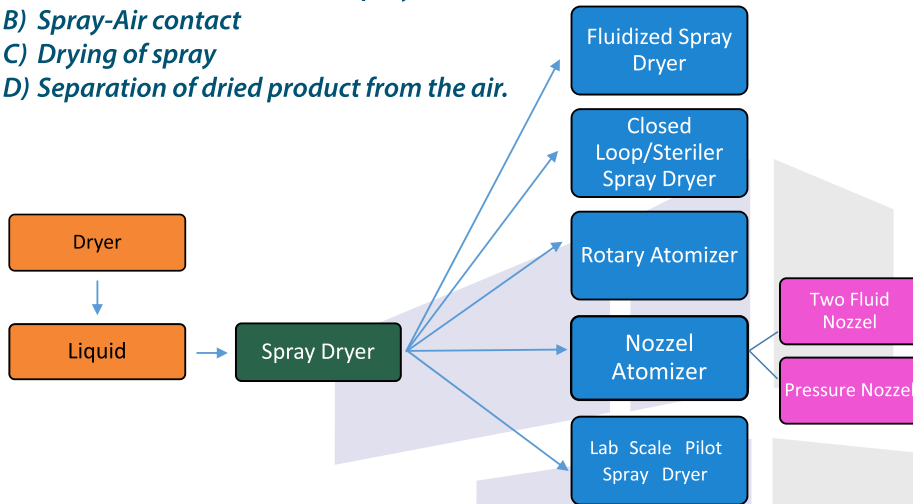 B) Spray-Air contact
C) Drying of spray
D) Separation of dried product from the air.
Fluidized Spray
Dryer
Closed
Loop/Steriler
Spray Dryer
Dryer
Rotary Atomizer
Two Fluid
Nozzel
Liquid
Spray Dryer
Nozzel
Atomizer
Pressure Nozzel
Lab Scale Pilot
Spray Dryer